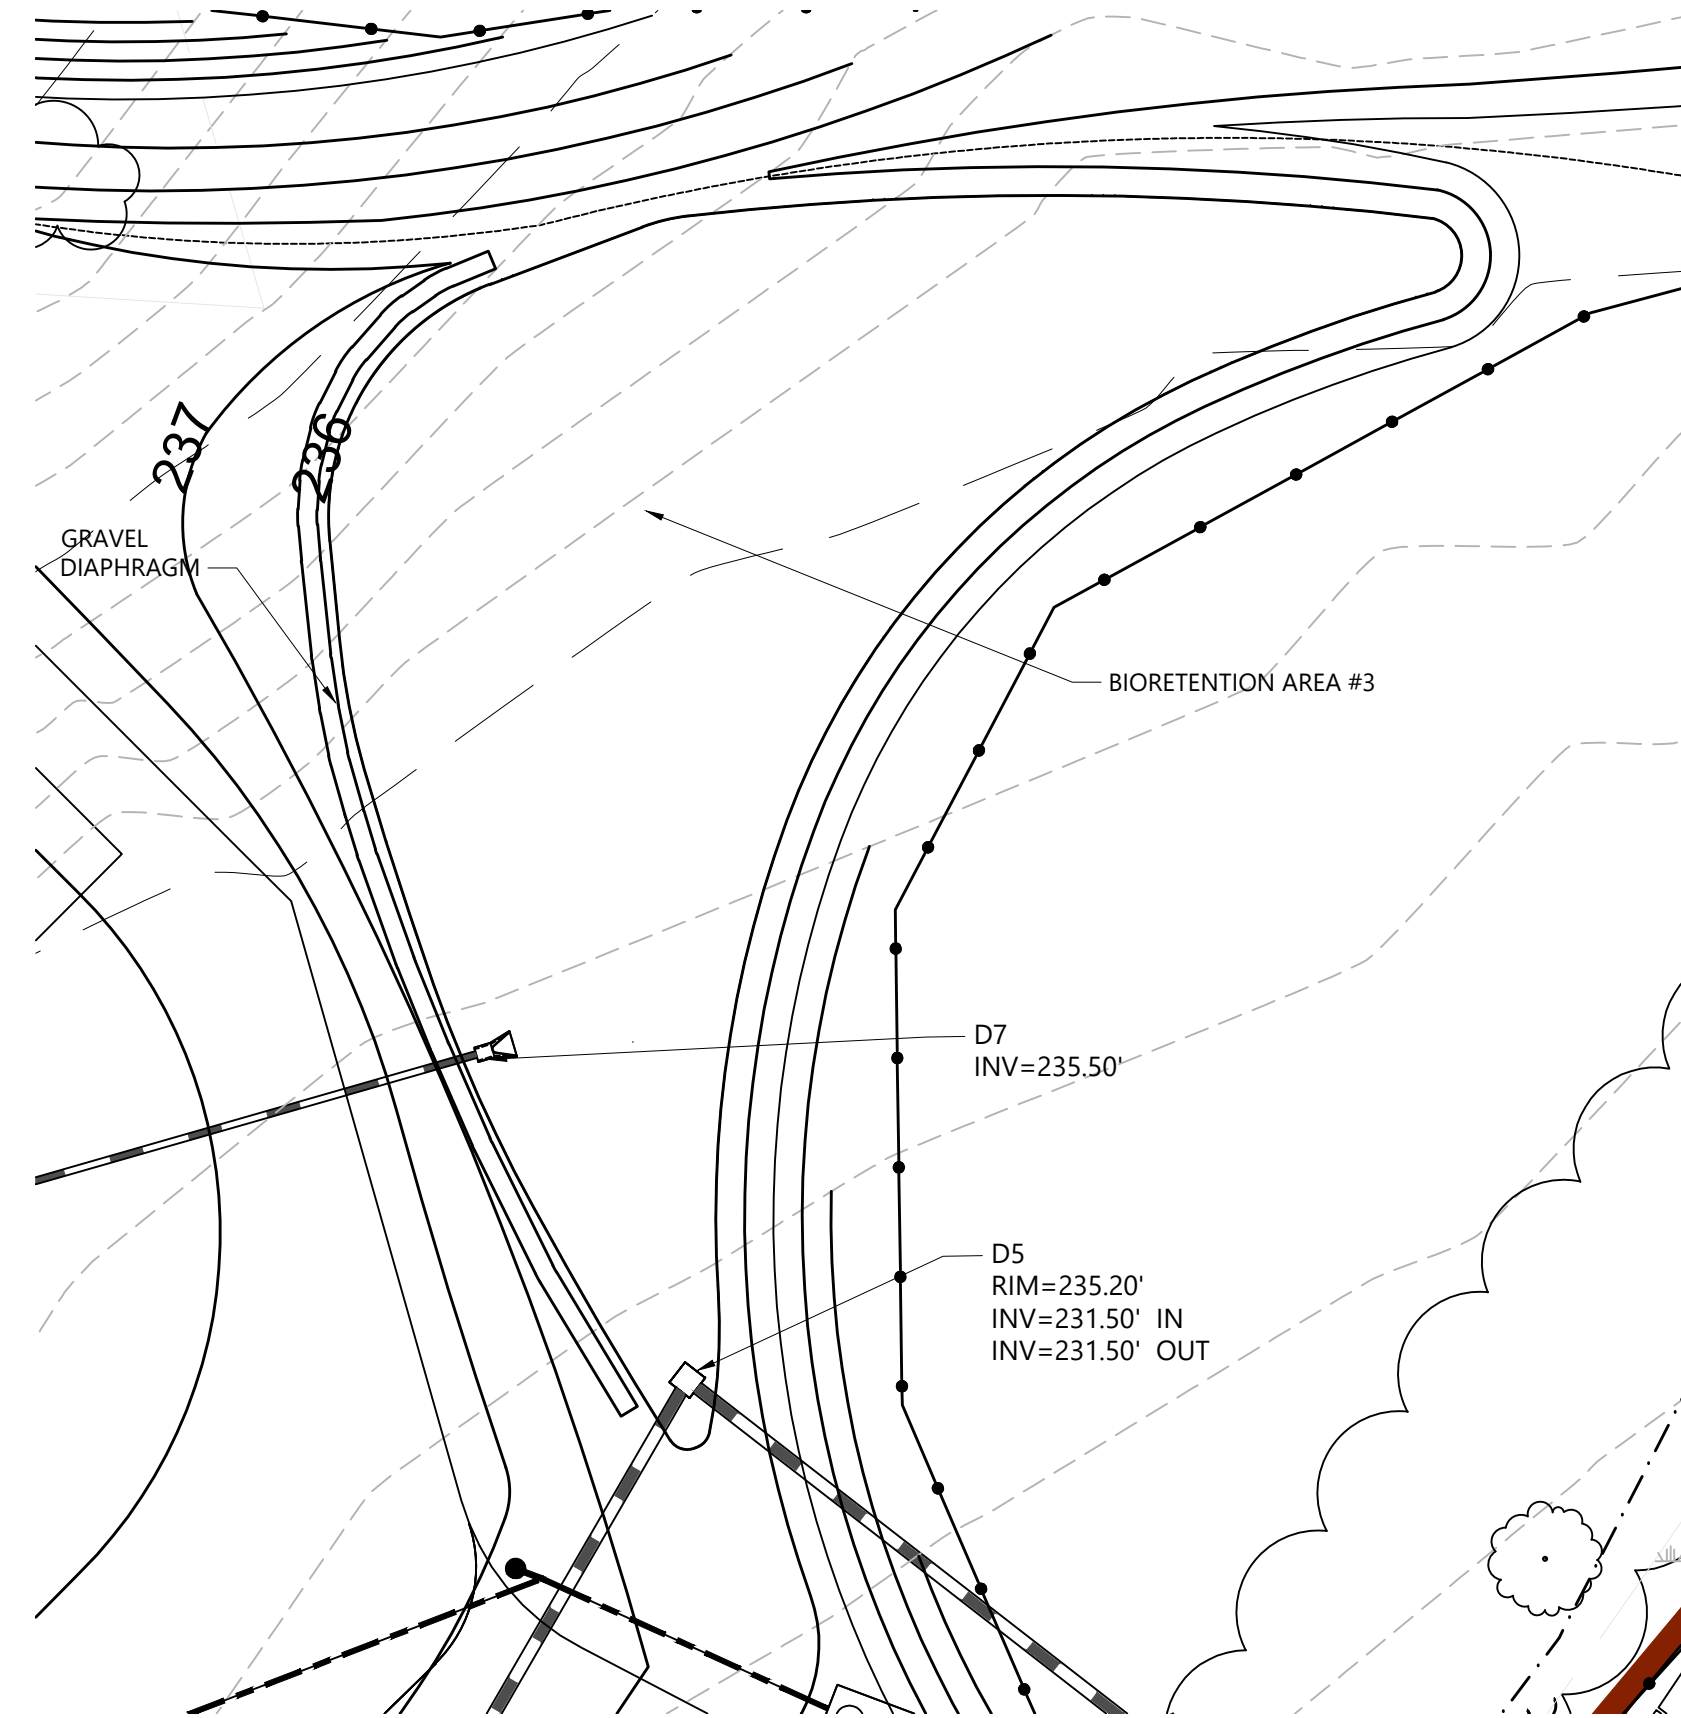 237
236
GRAVEL
DIAPHRAGM
BIORETENTION AREA #3
D7
INV=235.50'
D5
RIM=235.20'
INV=231.50' IN
INV=231.50' OUT